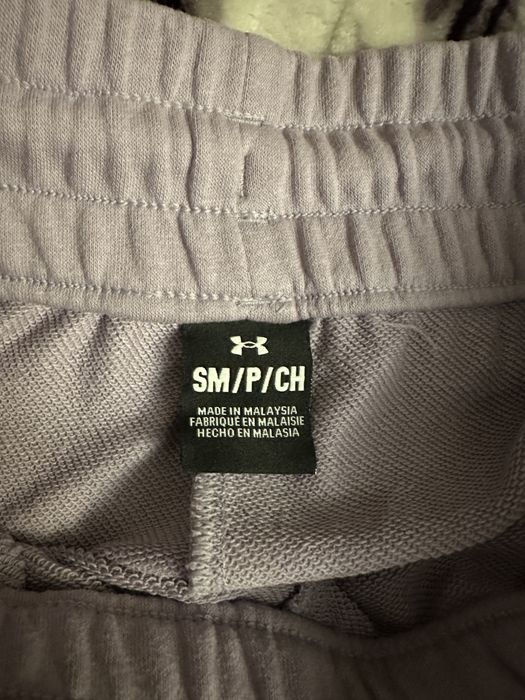 SM/P/CH
MADE IN MALAYSIA
FABRIQUÉ EN MALAISIE
HECHO EN MALASIA